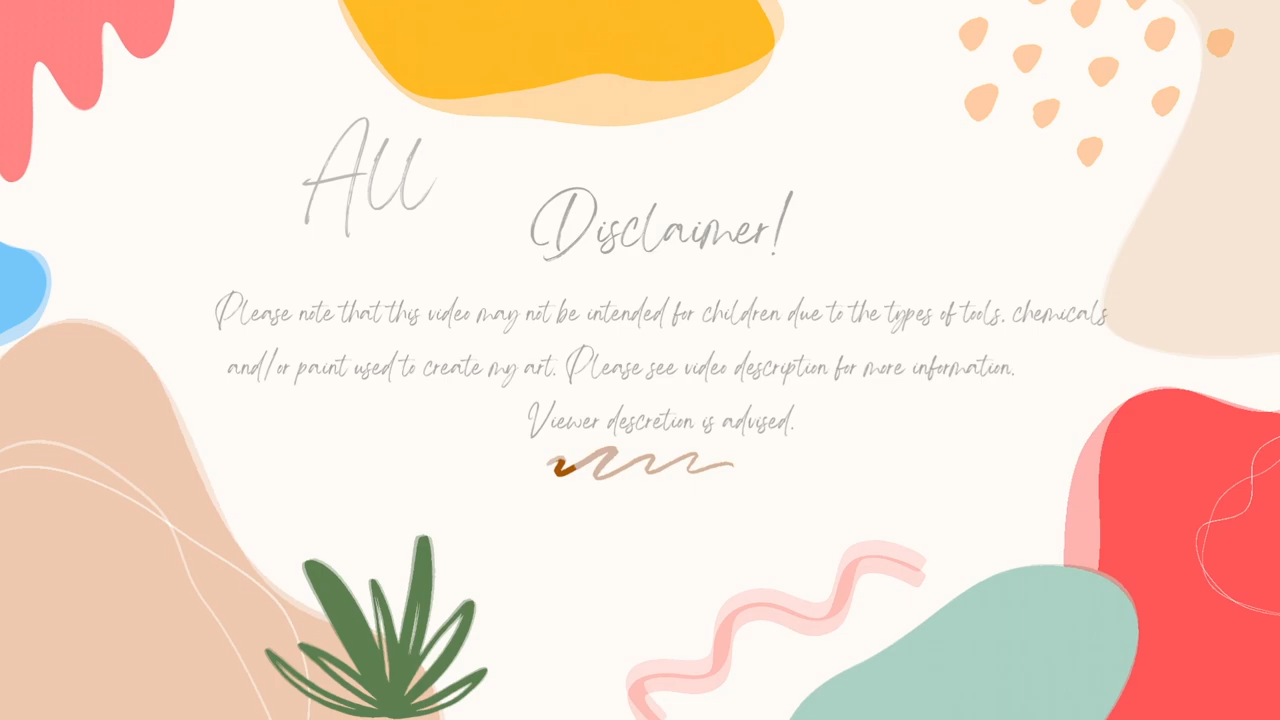 All
Disclaimer!
Please note that this video may not be intended for children due to the types of tools, chemicals
and/or paint used to create my art. Please see video description for more information.
Viewer descretion is advised.